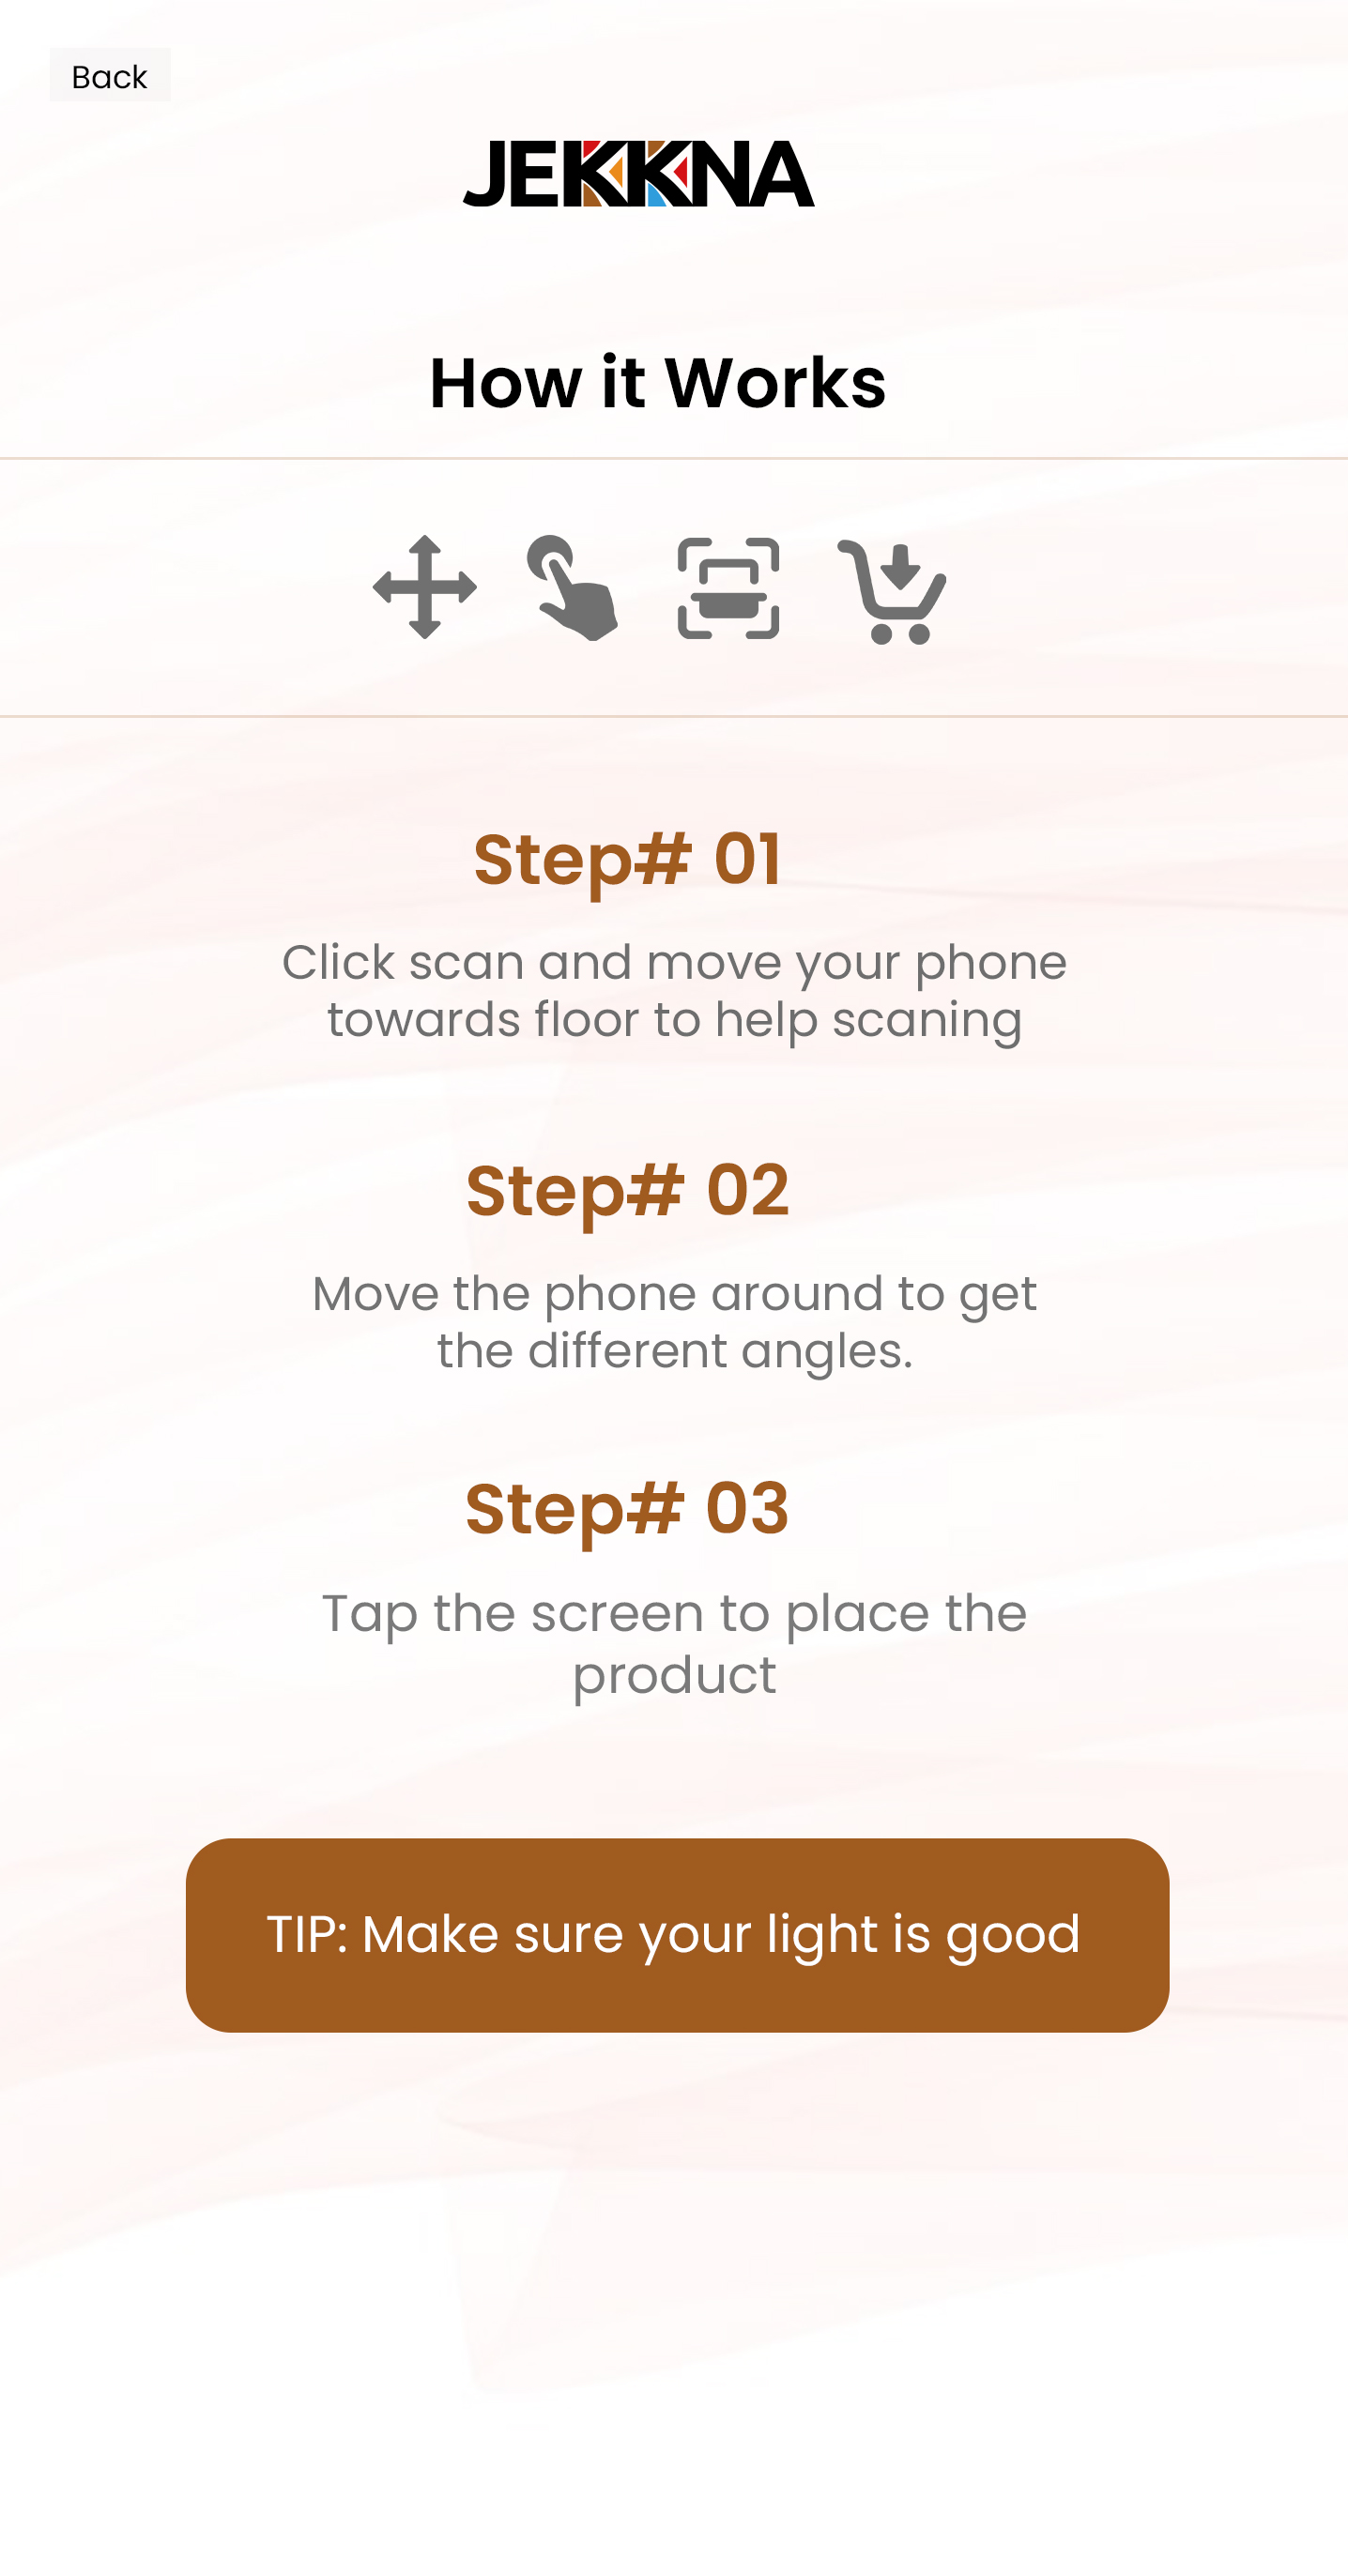 Back
JEKKNA
How it Works
Step# 01
Click scan and move your phone
towards floor to help scaning
Step# 02
Move the phone around to get
the different angles.
Step# 03
Tap the screen to place the
product
TIP: Make sure your light is good